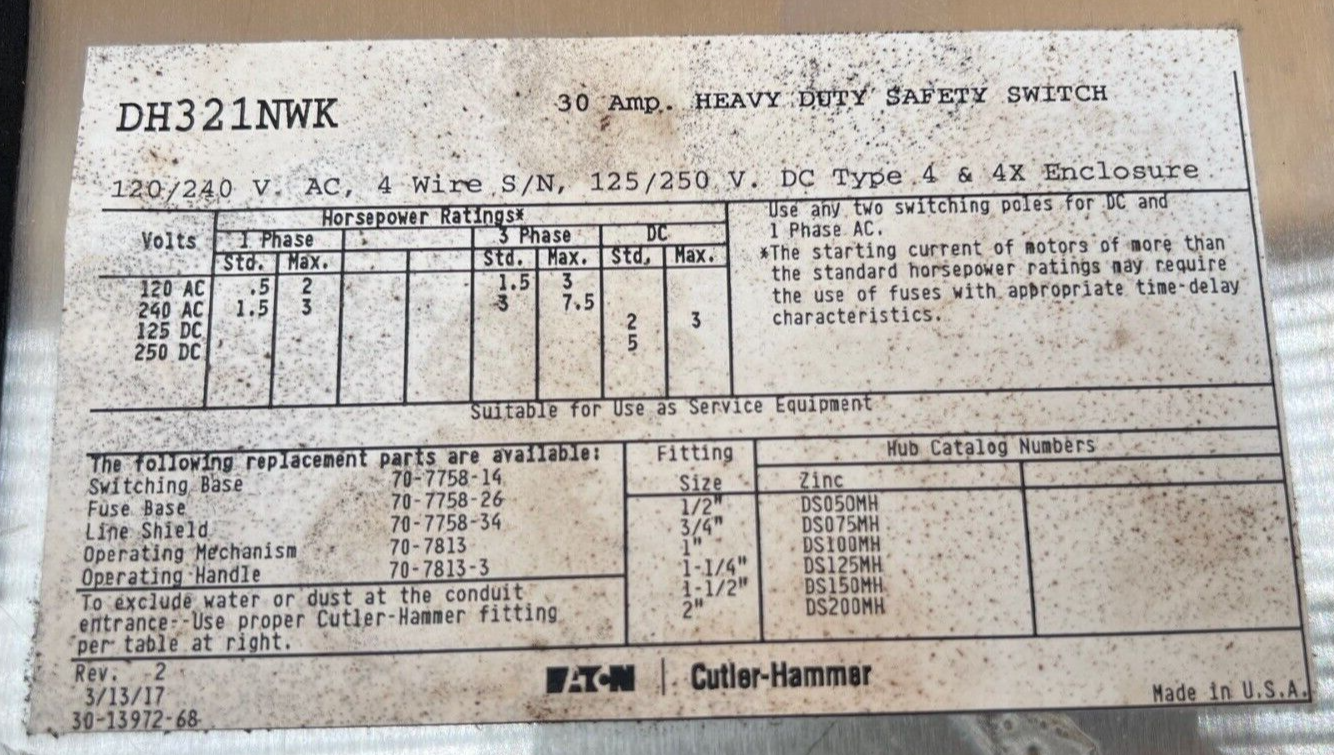 DH321NWK
30 Amp. HEAVY DUTY SAFETY SWITCH
120/240 V. AC, 4 Wire S/N, 125/250 V. DC Type 4 & 4X Enclosure
Horsepower Ratings*
Volts 1 Phase 3 Phase DC
Std. Max. Std. Max. Std. Max.
120 AC .5 2 1.5 3
240 AC 1.5 3 3 7.5
125 DC 2 3
250 DC 5
Use any two switching poles for DC and
1 Phase AC.
*The starting current of motors of more than
the standard horsepower ratings may require
the use of fuses with appropriate time-delay
characteristics.
Suitable for Use as Service Equipment
The following replacement parts are available:
Switching Base 70-7758-14
Fuse Base 70-7758-26
Line Shield 70-7758-34
Operating Mechanism 70-7813
Operating Handle 70-7813-3
To exclude water or dust at the conduit
entrance--Use proper Cutler-Hammer fitting
per table at right.
Fitting Hub Catalog Numbers
Size Zinc
1/2" DS050MH
3/4" DS075MH
1" DS100MH
1-1/4" DS125MH
1-1/2" DS150MH
2" DS200MH
Rev. 2
3/13/17
30-13972-68
EATON | Cutler-Hammer
Made in U.S.A.